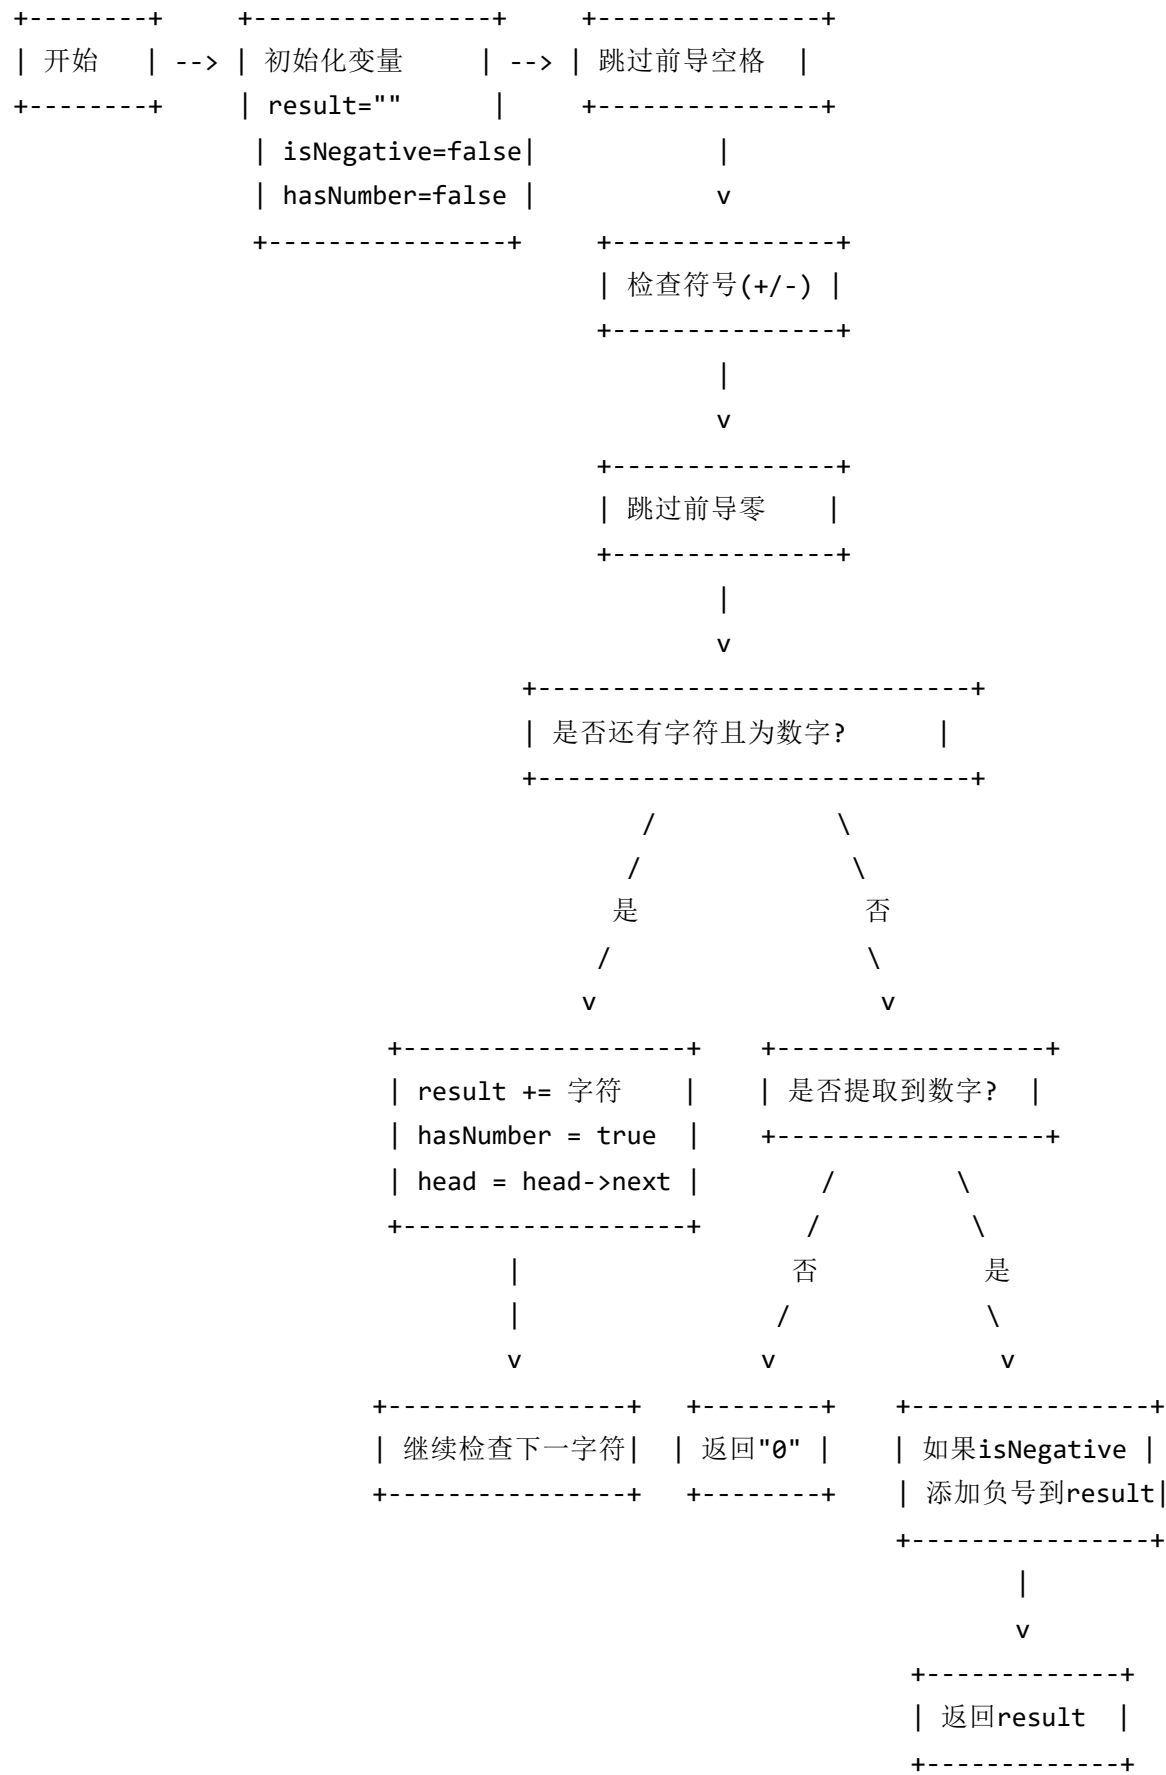 开始 --> 初始化变量 --> 跳过前导空格
result=""
isNegative=false
hasNumber=false
v
检查符号(+/-)
v
跳过前导零
v
是否还有字符且为数字?
是 否
v v
result += 字符 是否提取到数字?
hasNumber = true
head = head->next
否 是
v v v
继续检查下一字符 返回"0" 如果isNegative
添加负号到result
v
返回result